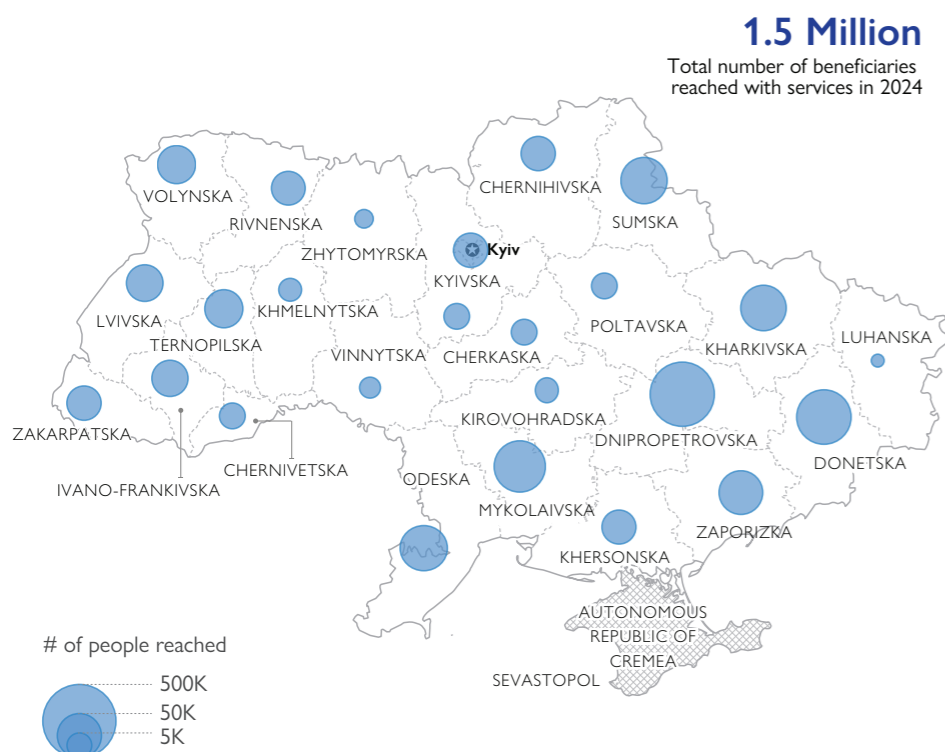 1.5 Million
Total number of beneficiaries
reached with services in 2024
VOLYNSKA
RIVNENSKA
ZHYTOMYRSKA
CHERNIHIVSKA
SUMSKA
Kyiv
KYIVSKA
LVIVSKA
TERNOPILSKA
KHMELNYTSKA
VINNYTSKA
CHERKASKA
POLTAVSKA
KHARKIVSKA
LUHANSKA
ZAKARPATSKA
IVANO-FRANKIVSKA
CHERNIVETSKA
KIROVOHRADSKA
DNIPROPETROVSKA
DONETSKA
ODESKA
MYKOLAIVSKA
ZAPORIZKA
KHERSONSKA
AUTONOMOUS
REPUBLIC OF
CREMEA
SEVASTOPOL
# of people reached
500K
50K
5K